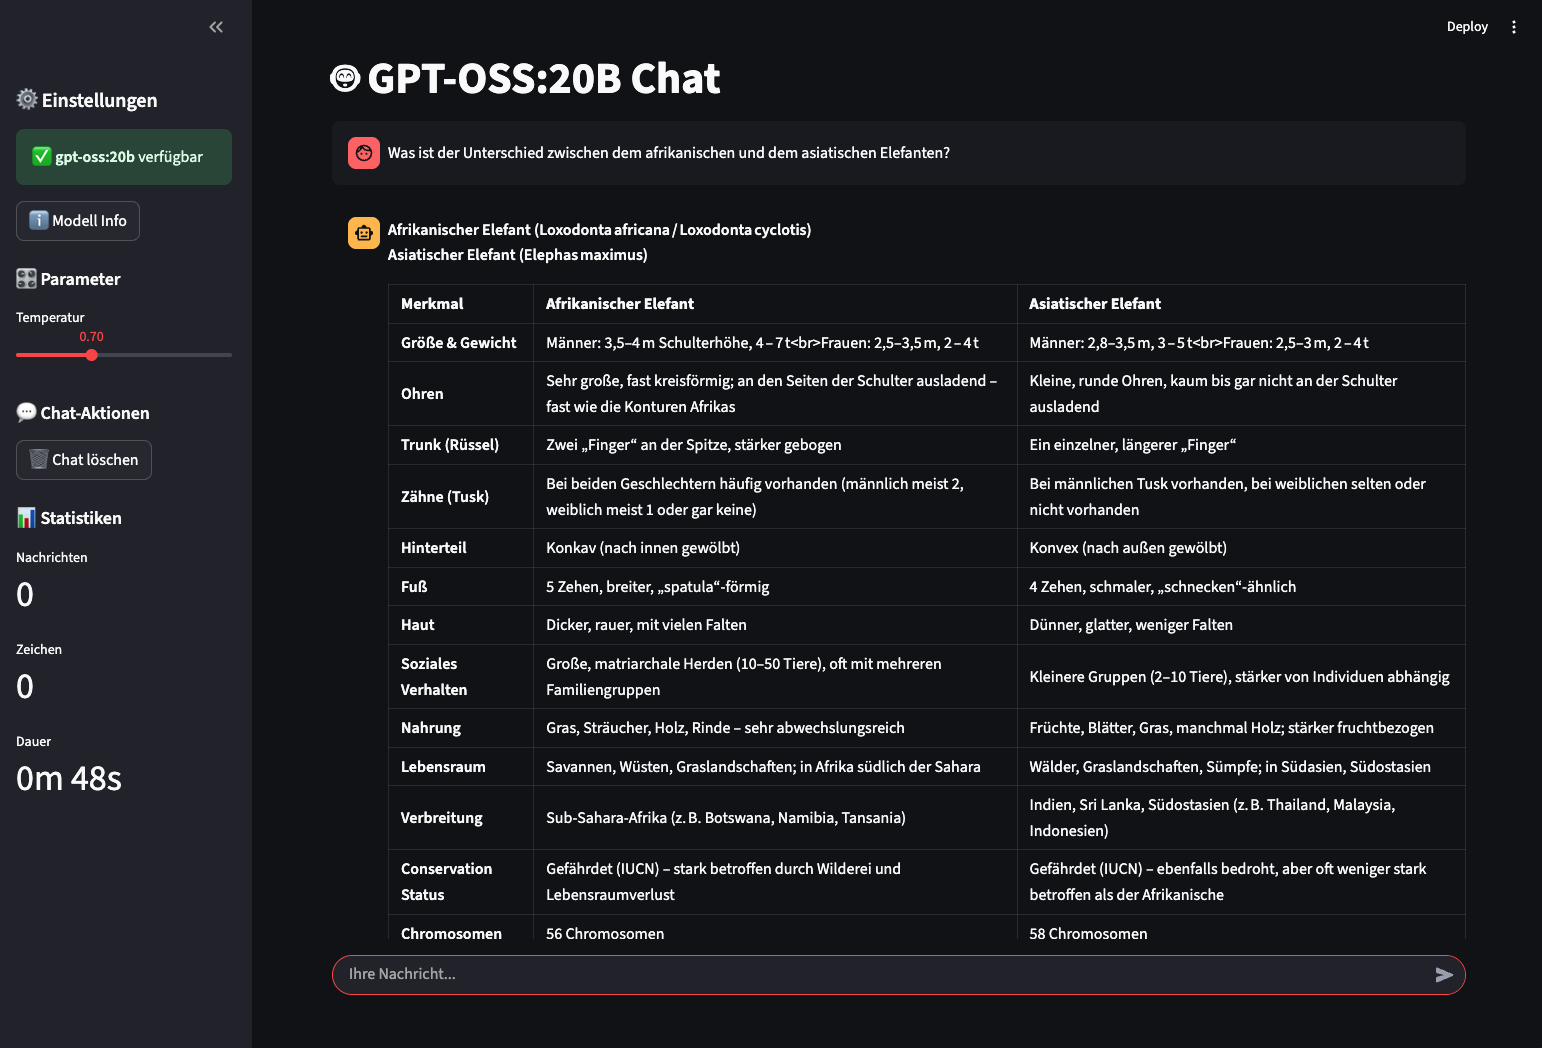 Deploy
Einstellungen
gpt-oss:20b verfügbar
Modell Info
Parameter
Temperatur
0.70
Chat-Aktionen
Chat löschen
Statistiken
Nachrichten
0
Zeichen
0
Dauer
0m 48s
GPT-OSS:20B Chat
Was ist der Unterschied zwischen dem afrikanischen und dem asiatischen Elefanten?
Afrikanischer Elefant (Loxodonta africana / Loxodonta cyclotis)
Asiatischer Elefant (Elephas maximus)
Merkmal Afrikanischer Elefant Asiatischer Elefant
Größe & Gewicht Männer: 3,5–4 m Schulterhöhe, 4 – 7 t<br>Frauen: 2,5–3,5 m, 2 – 4 t Männer: 2,8–3,5 m, 3 – 5 t<br>Frauen: 2,5–3 m, 2 – 4 t
Ohren
Sehr große, fast kreisförmig; an den Seiten der Schulter ausladend –
fast wie die Konturen Afrikas
Kleine, runde Ohren, kaum bis gar nicht an der Schulter
ausladend
Trunk (Rüssel) Zwei „Finger“ an der Spitze, stärker gebogen Ein einzelner, längerer „Finger“
Zähne (Tusk)
Bei beiden Geschlechtern häufig vorhanden (männlich meist 2,
weiblich meist 1 oder gar keine)
Bei männlichen Tusk vorhanden, bei weiblichen selten oder
nicht vorhanden
Hinterteil Konkav (nach innen gewölbt) Konvex (nach außen gewölbt)
Fuß 5 Zehen, breiter, „spatula“-förmig 4 Zehen, schmaler, „schnecken“-ähnlich
Haut Dicker, rauer, mit vielen Falten Dünner, glatter, weniger Falten
Soziales
Verhalten
Große, matriarchale Herden (10–50 Tiere), oft mit mehreren
Familiengruppen
Kleinere Gruppen (2–10 Tiere), stärker von Individuen abhängig
Nahrung Gras, Sträucher, Holz, Rinde – sehr abwechslungsreich Früchte, Blätter, Gras, manchmal Holz; stärker fruchtbezogen
Lebensraum Savannen, Wüsten, Graslandschaften; in Afrika südlich der Sahara Wälder, Graslandschaften, Sümpfe; in Südasien, Südostasien
Verbreitung
Sub-Sahara-Afrika (z. B. Botswana, Namibia, Tansania)
Indien, Sri Lanka, Südostasien (z. B. Thailand, Malaysia,
Indonesien)
Conservation
Status
Gefährdet (IUCN) – stark betroffen durch Wilderei und
Lebensraumverlust
Gefährdet (IUCN) – ebenfalls bedroht, aber oft weniger stark
betroffen als der Afrikanische
Chromosomen 56 Chromosomen 58 Chromosomen
Ihre Nachricht...